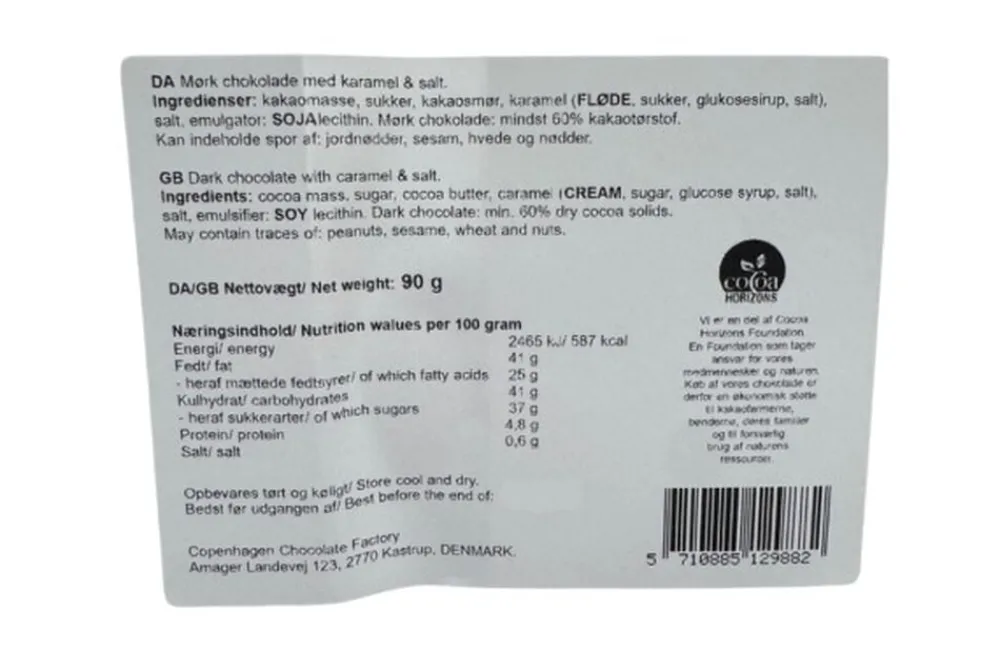 DA Mørk chokolade med karamel & salt.
Ingredienser: kakaomasse, sukker, kakaosmør, karamel (FLØDE, sukker, glukosesirup, salt),
salt, emulgator: SOJAlecithin. Mørk chokolade: mindst 60% kakaotørstof.
Kan indeholde spor af: jordnødder, sesam, hvede og nødder.
GB Dark chocolate with caramel & salt.
Ingredients: cocoa mass, sugar, cocoa butter, caramel (CREAM, sugar, glucose syrup, salt),
salt, emulsifier: SOY lecithin. Dark chocolate: min. 60% dry cocoa solids.
May contain traces of: peanuts, sesame, wheat and nuts.
DA/GB Nettovægt/ Net weight: 90 g
Næringsindhold/ Nutrition walues per 100 gram
Energi/ energy 2465 kJ/ 587 kcal
Fedt/ fat 41 g
- heraf mættede fedtsyrer/ of which fatty acids 25 g
Kulhydrat/ carbohydrates 41 g
- heraf sukkerarter/ of which sugars 37 g
Protein/ protein 4,8 g
Salt/ salt 0,6 g
Opbevares tørt og køligt/ Store cool and dry.
Bedst før udgangen af/ Best before the end of:
Copenhagen Chocolate Factory
Amager Landevej 123, 2770 Kastrup, DENMARK.
cocoa
HORIZONS
Vi er en del af Cocoa
Horizons Foundation.
En Foundation som tager
ansvar for vores
medmennesker og naturen.
Køb af vores chokolade er
derfor en økonomisk støtte
til kakaofarmerne,
bønderne, deres familier
og til forsvarlig
brug af naturens
ressourcer.
5 710885 129882